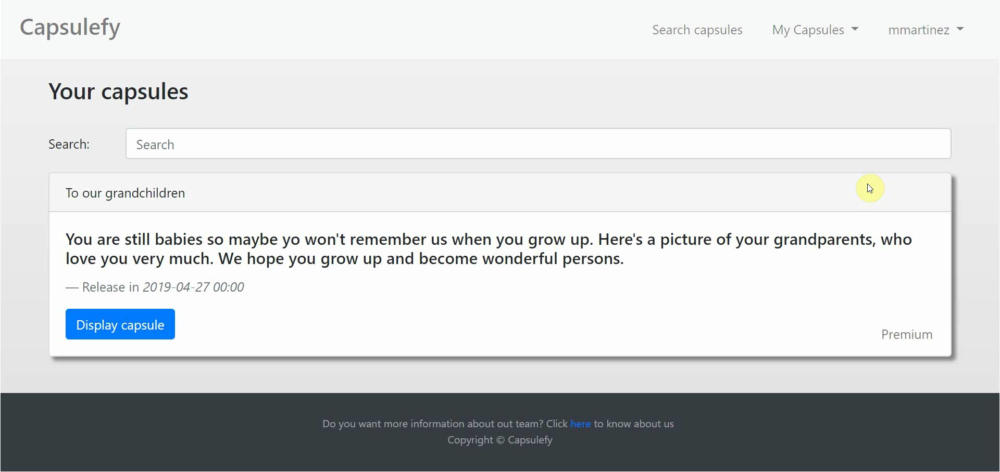 Capsulefy
Search capsules
My Capsules
mmartinez
Your capsules
Search:
Search
To our grandchildren
You are still babies so maybe yo won't remember us when you grow up. Here's a picture of your grandparents, who
love you very much. We hope you grow up and become wonderful persons.
— Release in 2019-04-27 00:00
Display capsule
Premium
Do you want more information about out team? Click here to know about us
Copyright © Capsulefy